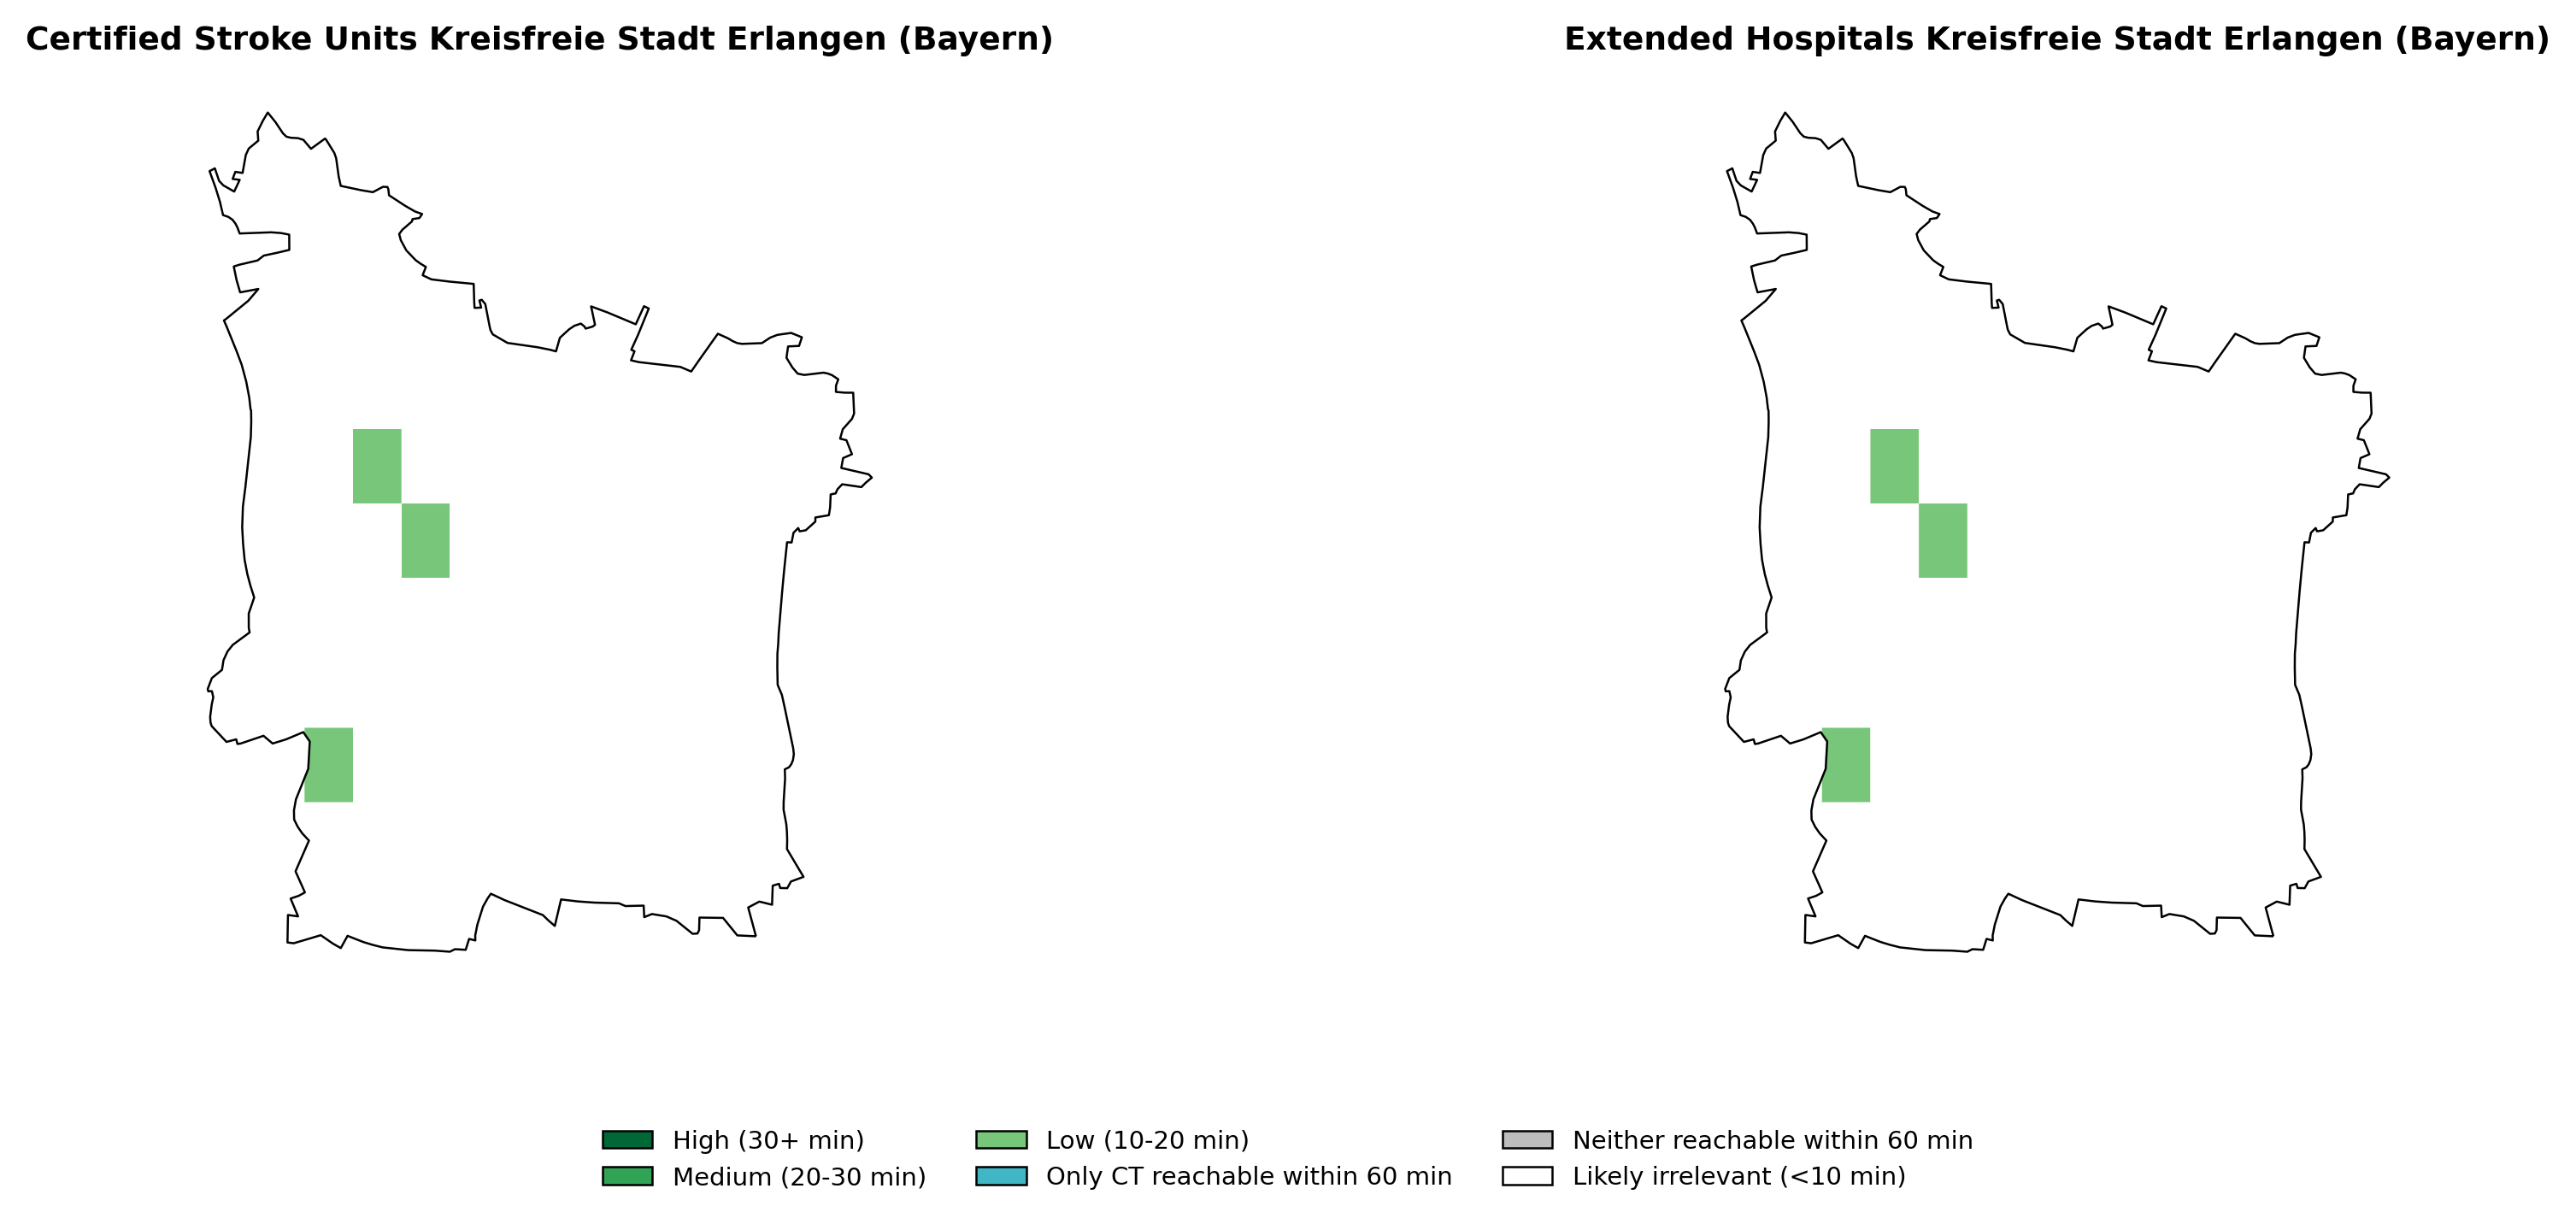 Certified Stroke Units Kreisfreie Stadt Erlangen (Bayern)
Extended Hospitals Kreisfreie Stadt Erlangen (Bayern)
High (30+ min)
Medium (20-30 min)
Low (10-20 min)
Only CT reachable within 60 min
Neither reachable within 60 min
Likely irrelevant (<10 min)